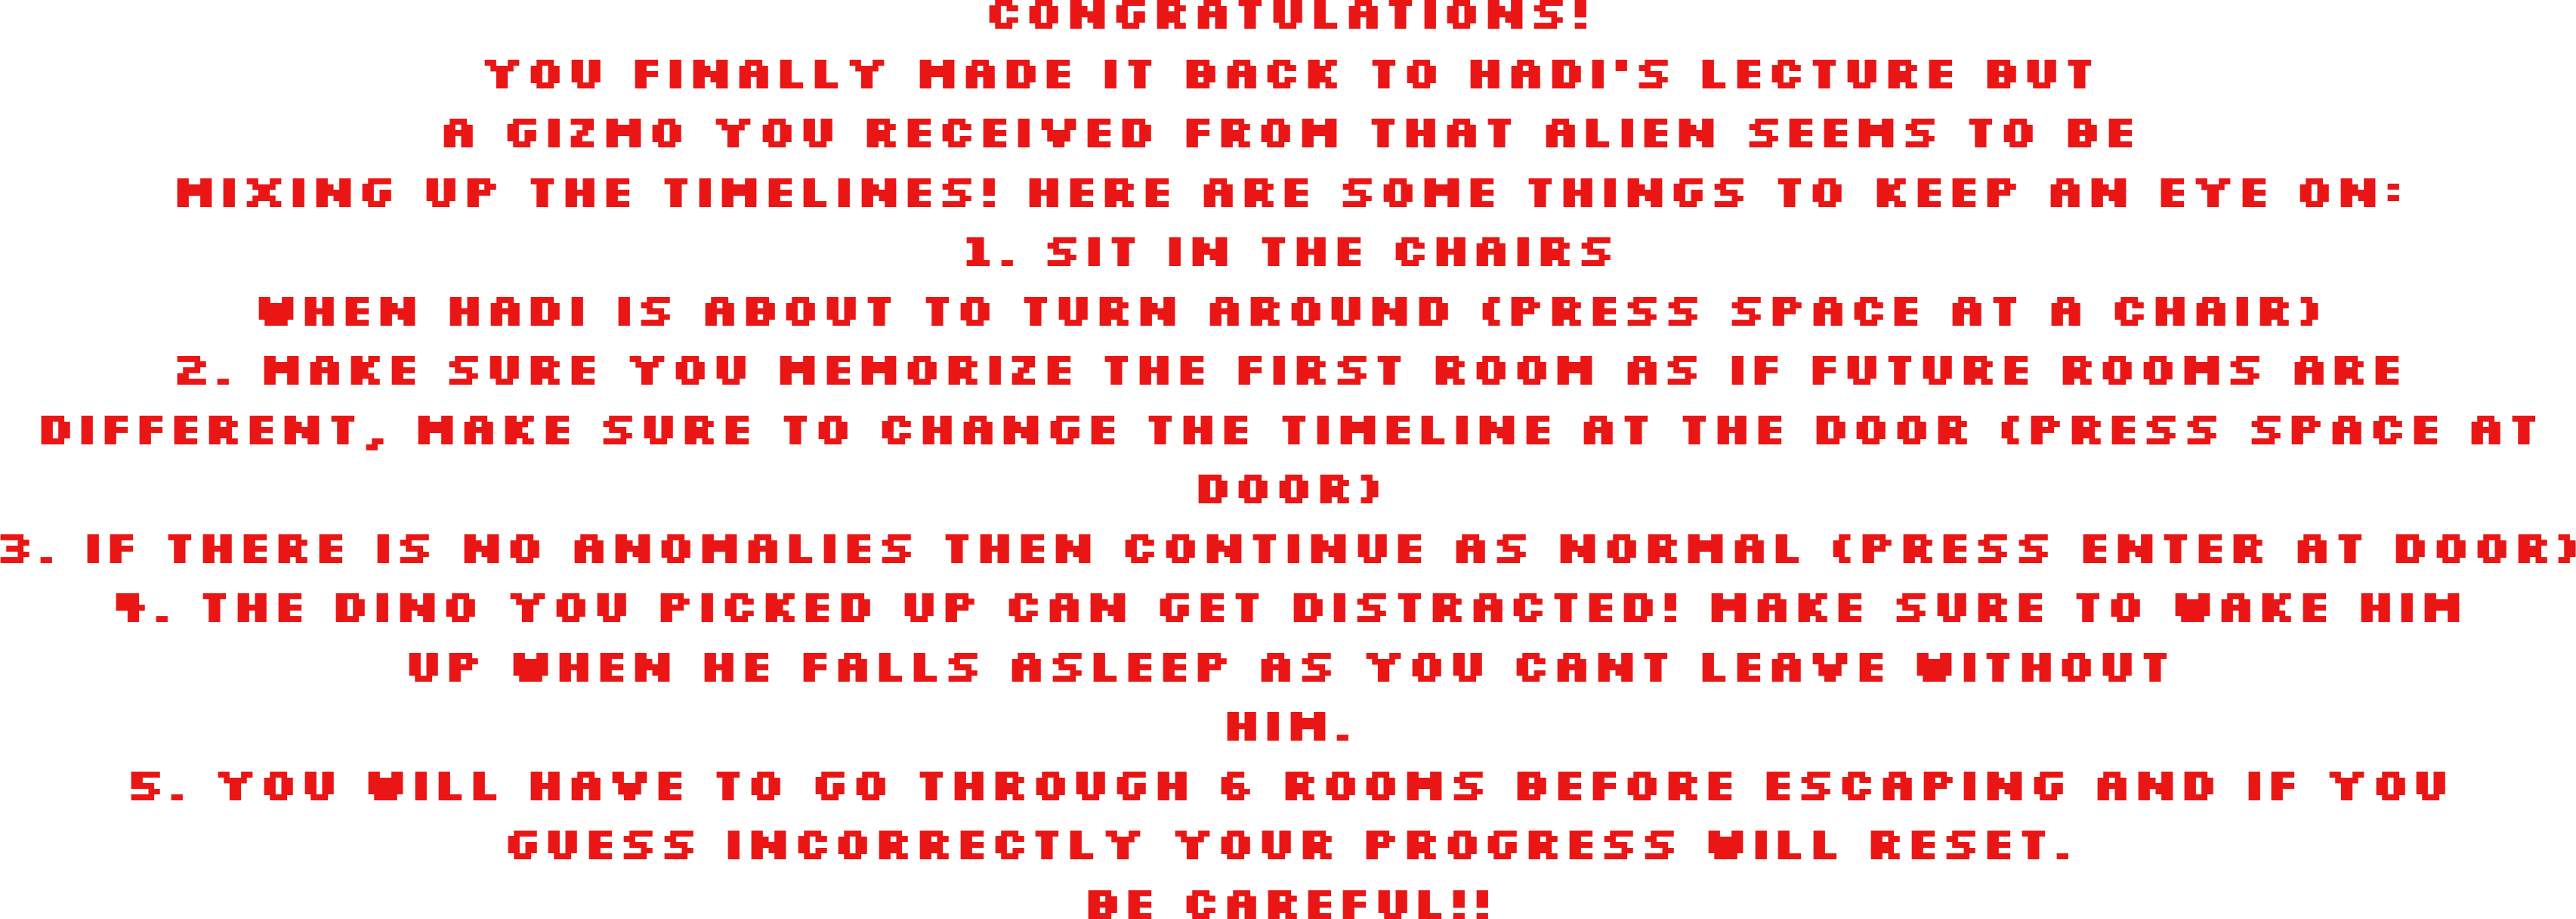 CONGRATULATIONS!
YOU FINALLY MADE IT BACK TO HADI'S LECTURE BUT
A GIZMO YOU RECEIVED FROM THAT ALIEN SEEMS TO BE
MIXING UP THE TIMELINES! HERE ARE SOME THINGS TO KEEP AN EYE ON:
1. SIT IN THE CHAIRS
WHEN HADI IS ABOUT TO TURN AROUND (PRESS SPACE AT A CHAIR)
2. MAKE SURE YOU MEMORIZE THE FIRST ROOM AS IF FUTURE ROOMS ARE
DIFFERENT, MAKE SURE TO CHANGE THE TIMELINE AT THE DOOR (PRESS SPACE AT
DOOR)
3. IF THERE IS NO ANOMALIES THEN CONTINUE AS NORMAL (PRESS ENTER AT DOOR)
4. THE DINO YOU PICKED UP CAN GET DISTRACTED! MAKE SURE TO WAKE HIM
UP WHEN HE FALLS ASLEEP AS YOU CANT LEAVE WITHOUT
HIM.
5. YOU WILL HAVE TO GO THROUGH 6 ROOMS BEFORE ESCAPING AND IF YOU
GUESS INCORRECTLY YOUR PROGRESS WILL RESET.
BE CAREFUL!!